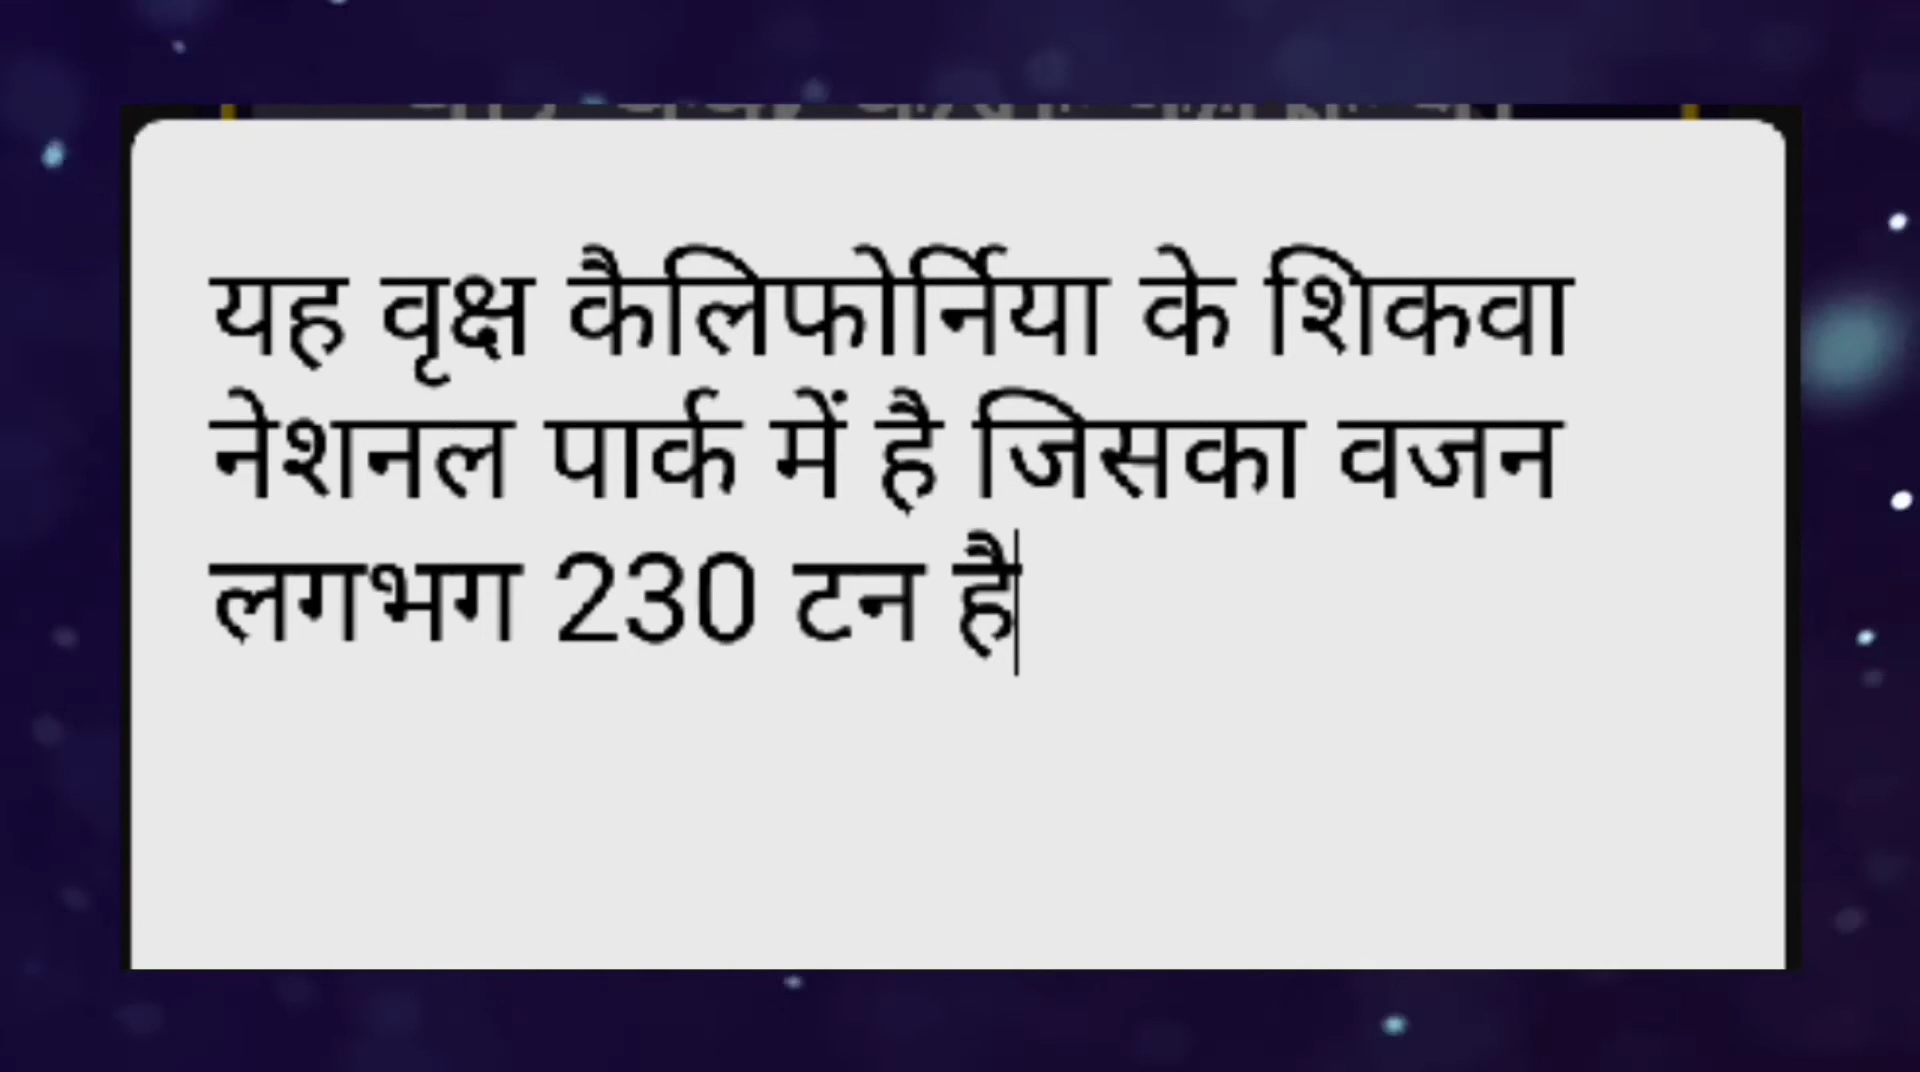 यह वृक्ष कैलिफोर्निया के शिकवा
नेशनल पार्क में है जिसका वजन
लगभग 230 टन है